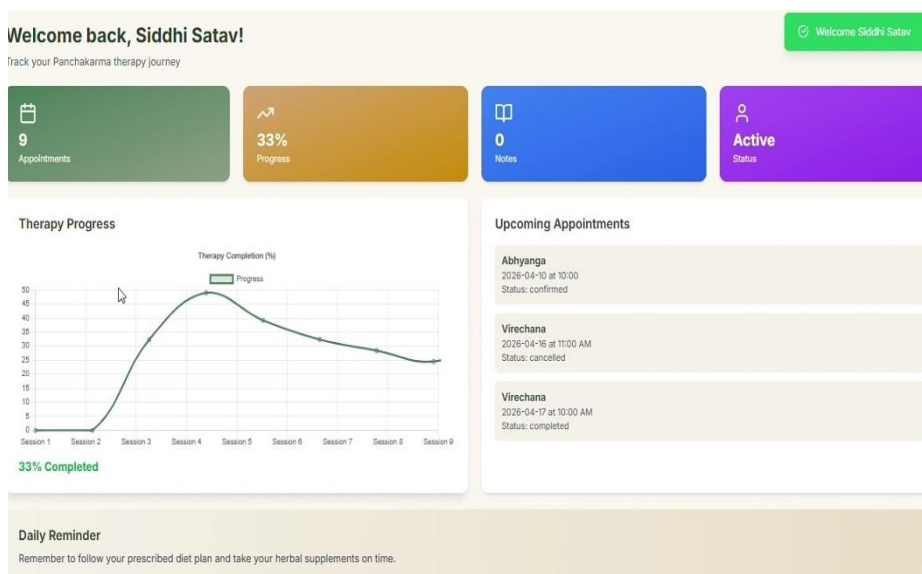 Welcome back, Siddhi Satav!
Welcome Siddhi Satav
Track your Panchakarma therapy journey
9
Appointments
33%
Progress
0
Notes
Active
Status
Therapy Progress
Therapy Completion (%)
Progress
50
45
40
35
30
25
20
15
10
5
0
Session 1 Session 2 Session 3 Session 4 Session 5 Session 6 Session 7 Session 8 Session 9
33% Completed
Upcoming Appointments
Abhyanga
2026-04-10 at 10:00
Status: confirmed
Virechana
2026-04-16 at 11:00 AM
Status: cancelled
Virechana
2026-04-17 at 10:00 AM
Status: completed
Daily Reminder
Remember to follow your prescribed diet plan and take your herbal supplements on time.